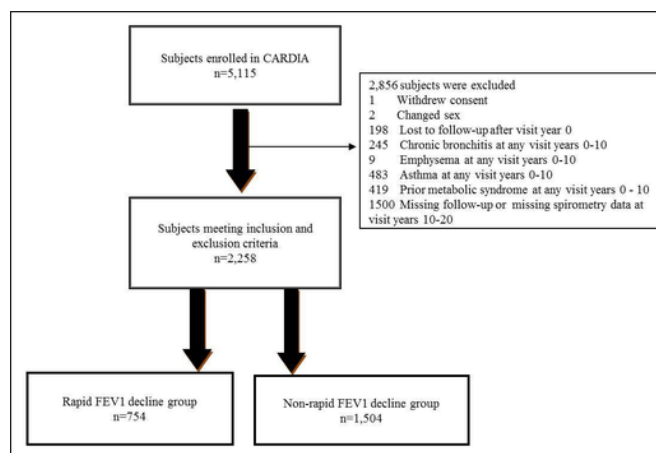 Subjects enrolled in CARDIA
n=5,115
2,856 subjects were excluded
1 Withdrew consent
2 Changed sex
198 Lost to follow-up after visit year 0
245 Chronic bronchitis at any visit years 0-10
9 Emphysema at any visit years 0-10
483 Asthma at any visit years 0-10
419 Prior metabolic syndrome at any visit years 0 - 10
1500 Missing follow-up or missing spirometry data at
visit years 10-20
Subjects meeting inclusion and
exclusion criteria
n=2,258
Rapid FEV1 decline group
n=754
Non-rapid FEV1 decline group
n=1,504